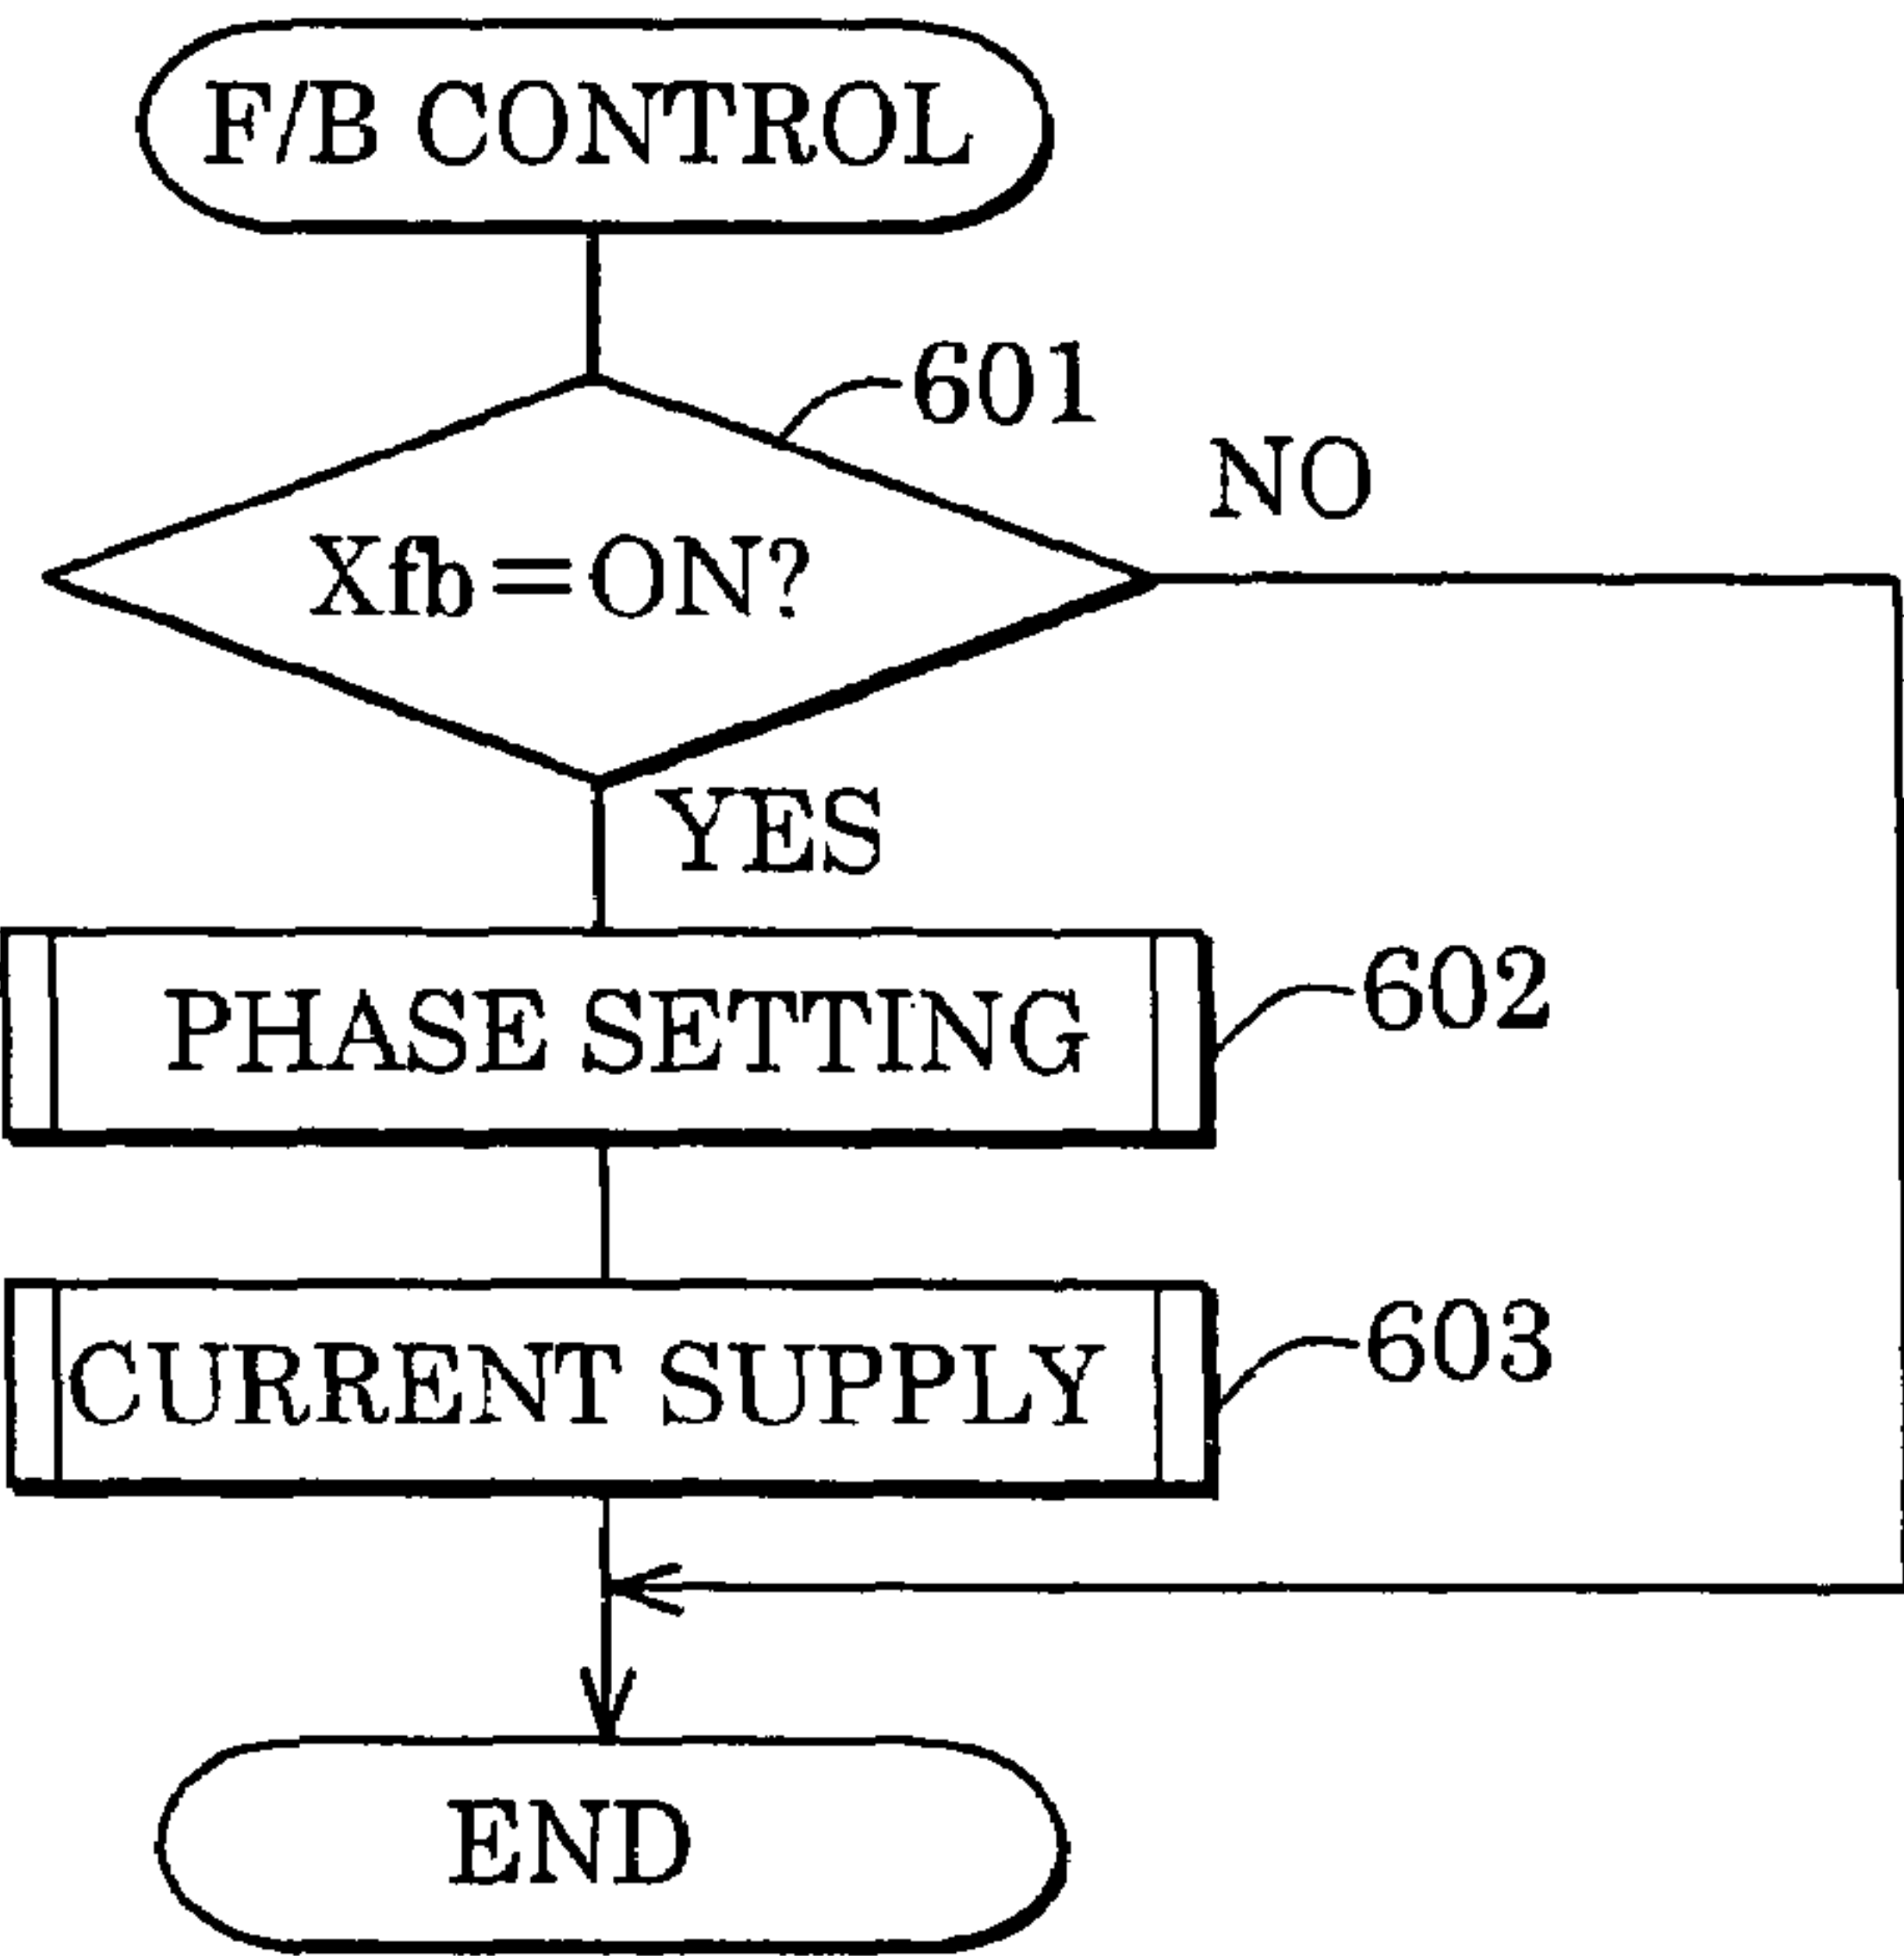 F/B CONTROL
601
NO
Xfb=ON?
YES
PHASE SETTING
602
CURRENT SUPPLY
603
END